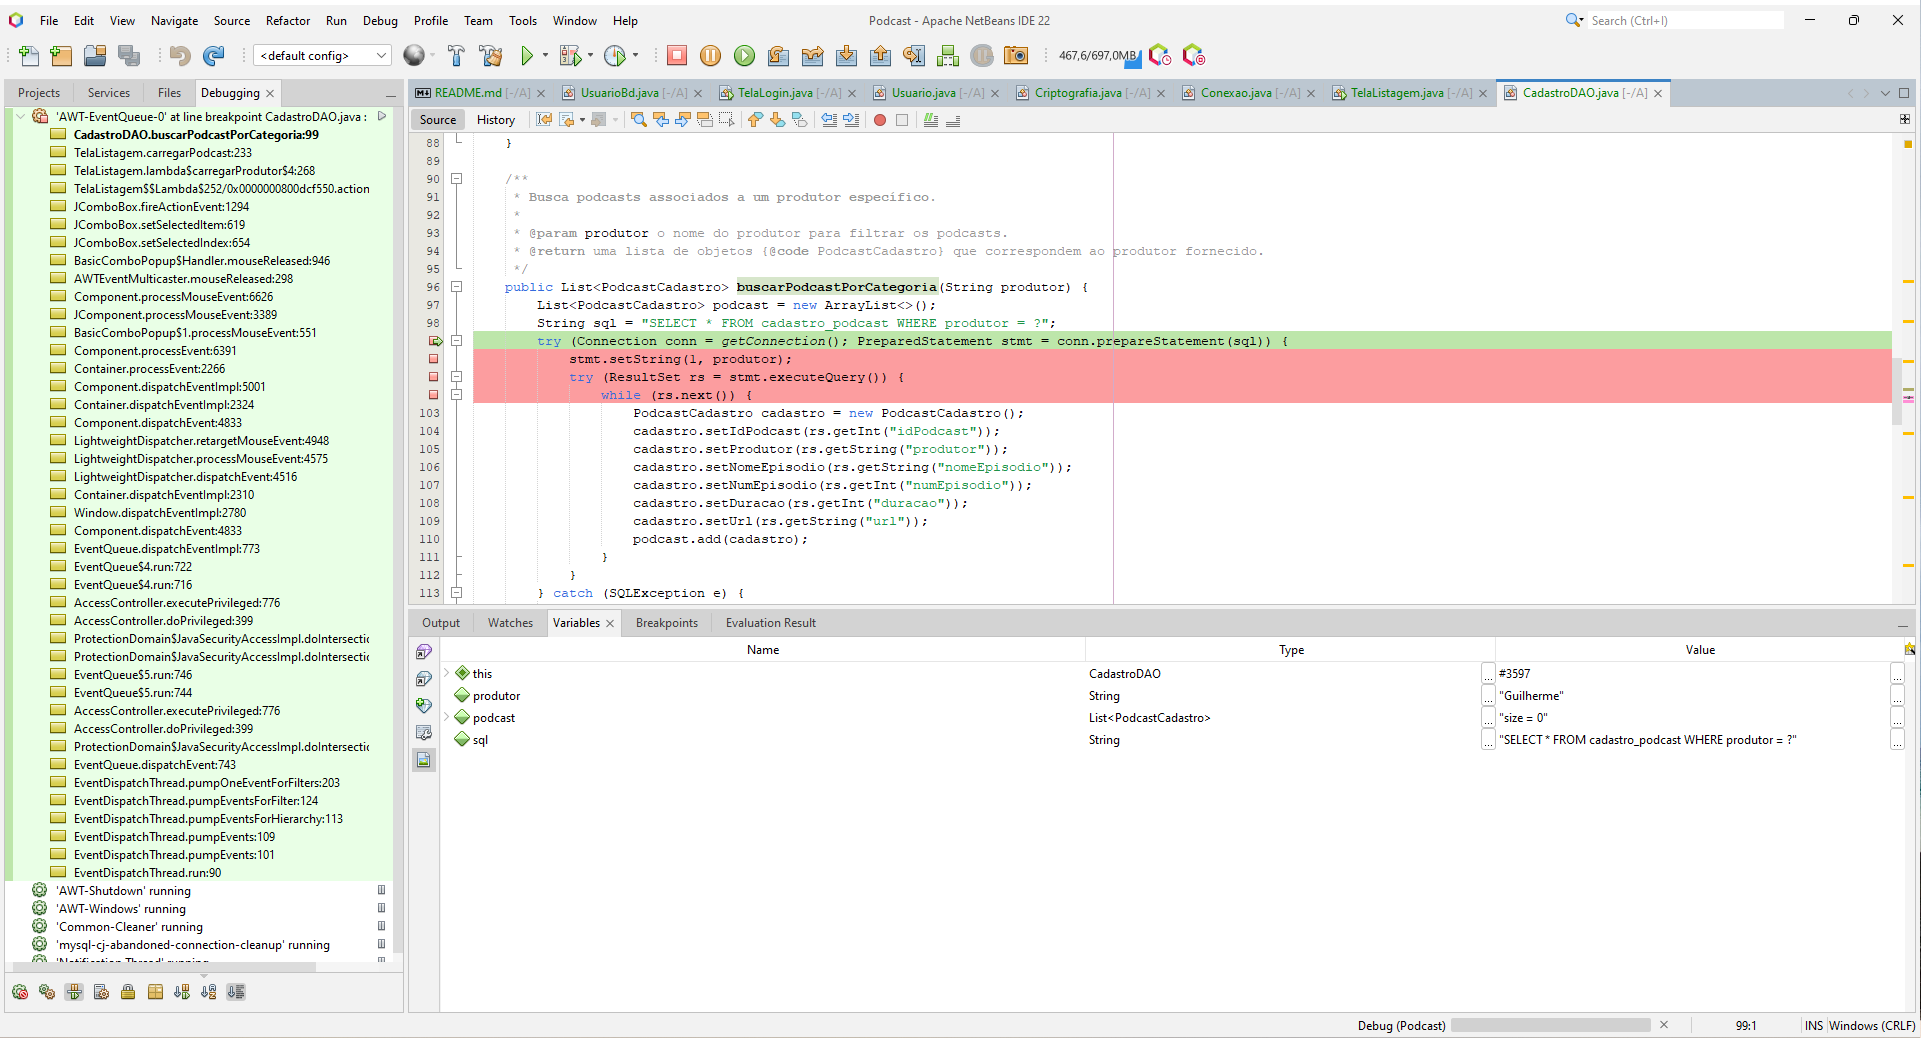 File Edit View Navigate Source Refactor Run Debug Profile Team Tools Window Help
Podcast - Apache NetBeans IDE 22
Search (Ctrl+I)
<default config>
467,6/697,0MB
Projects Services Files Debugging
README.md [-/A] UsuarioBd.java [-/A] TelaLogin.java [-/A] Usuario.java [-/A] Criptografia.java [-/A] Conexao.java [-/A] TelaListagem.java [-/A] CadastroDAO.java [-/A]
'AWT-EventQueue-0' at line breakpoint CadastroDAO.java :
CadastroDAO.buscarPodcastPorCategoria:99
TelaListagem.carregarPodcast:233
TelaListagem.lambda$carregarProdutor$4:268
TelaListagem$$Lambda$252/0x0000000800dcf550.action
JComboBox.fireActionEvent:1294
JComboBox.setSelectedItem:619
JComboBox.setSelectedIndex:654
BasicComboPopup$Handler.mouseReleased:946
AWTEventMulticaster.mouseReleased:298
Component.processMouseEvent:6626
JComponent.processMouseEvent:3389
BasicComboPopup$1.processMouseEvent:551
Component.processEvent:6391
Container.processEvent:2266
Component.dispatchEventImpl:5001
Container.dispatchEventImpl:2324
Component.dispatchEvent:4833
LightweightDispatcher.retargetMouseEvent:4948
LightweightDispatcher.processMouseEvent:4575
LightweightDispatcher.dispatchEvent:4516
Container.dispatchEventImpl:2310
Window.dispatchEventImpl:2780
Component.dispatchEvent:4833
EventQueue.dispatchEventImpl:773
EventQueue$4.run:722
EventQueue$4.run:716
AccessController.executePrivileged:776
AccessController.doPrivileged:399
ProtectionDomain$JavaSecurityAccessImpl.doIntersectic
ProtectionDomain$JavaSecurityAccessImpl.doIntersectic
EventQueue$5.run:746
EventQueue$5.run:744
AccessController.executePrivileged:776
AccessController.doPrivileged:399
ProtectionDomain$JavaSecurityAccessImpl.doIntersectic
EventQueue.dispatchEvent:743
EventDispatchThread.pumpOneEventForFilters:203
EventDispatchThread.pumpEventsForFilter:124
EventDispatchThread.pumpEventsForHierarchy:113
EventDispatchThread.pumpEvents:109
EventDispatchThread.pumpEvents:101
EventDispatchThread.run:90
'AWT-Shutdown' running
'AWT-Windows' running
'Common-Cleaner' running
'mysql-cj-abandoned-connection-cleanup' running
'Notification Thread' running
Source History
88 }
89
90 /**
91 * Busca podcasts associados a um produtor específico.
92 *
93 * @param produtor o nome do produtor para filtrar os podcasts.
94 * @return uma lista de objetos {@code PodcastCadastro} que correspondem ao produtor fornecido.
95 */
96 public List<PodcastCadastro> buscarPodcastPorCategoria(String produtor) {
97 List<PodcastCadastro> podcast = new ArrayList<>();
98 String sql = "SELECT * FROM cadastro_podcast WHERE produtor = ?";
try (Connection conn = getConnection(); PreparedStatement stmt = conn.prepareStatement(sql)) {
stmt.setString(1, produtor);
try (ResultSet rs = stmt.executeQuery()) {
while (rs.next()) {
103 PodcastCadastro cadastro = new PodcastCadastro();
104 cadastro.setIdPodcast(rs.getInt("idPodcast"));
105 cadastro.setProdutor(rs.getString("produtor"));
106 cadastro.setNomeEpisodio(rs.getString("nomeEpisodio"));
107 cadastro.setNumEpisodio(rs.getInt("numEpisodio"));
108 cadastro.setDuracao(rs.getInt("duracao"));
109 cadastro.setUrl(rs.getString("url"));
110 podcast.add(cadastro);
111 }
112 }
113 } catch (SQLException e) {
Output Watches Variables Breakpoints Evaluation Result
Name Type Value
this CadastroDAO ... #3597 ...
produtor String ... "Guilherme" ...
podcast List<PodcastCadastro> ... "size = 0" ...
sql String ... "SELECT * FROM cadastro_podcast WHERE produtor = ?" ...
Debug (Podcast) 99:1 INS Windows (CRLF)